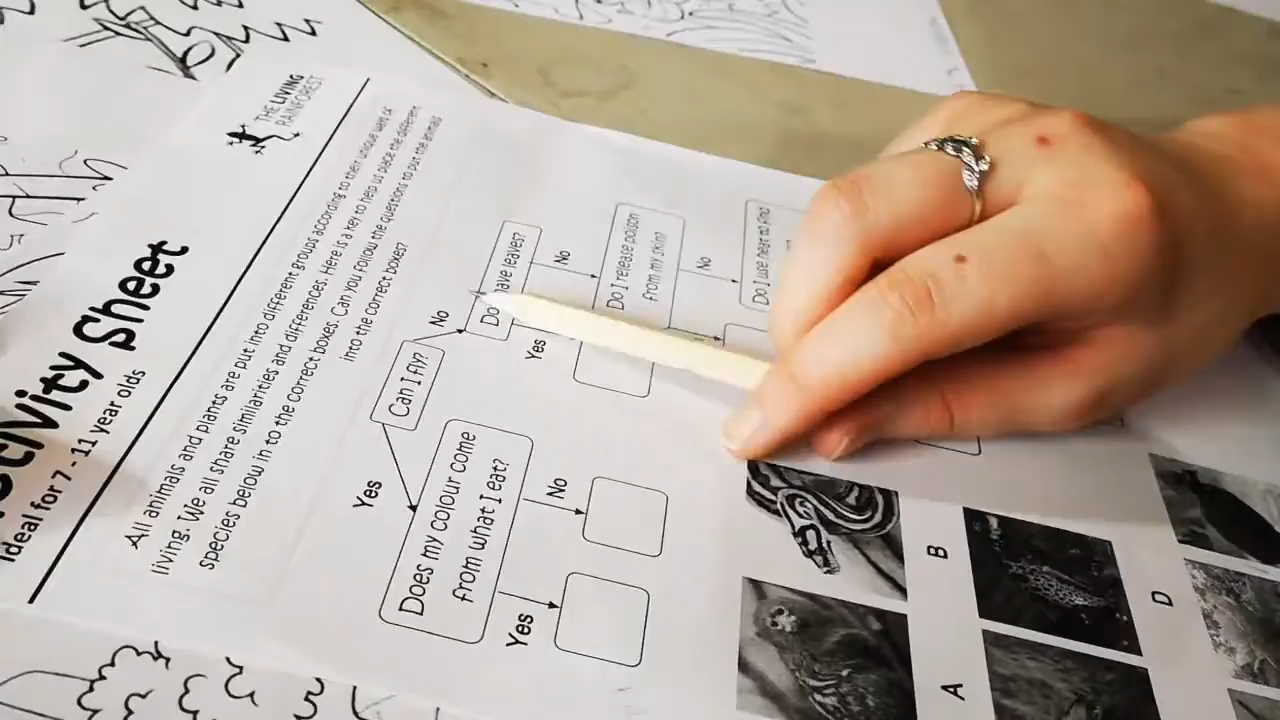 THE LIVING
RAINFOREST
Activity Sheet
Ideal for 7 - 11 year olds
All animals and plants are put into different groups according to their unique ways of
living. We all share similarities and differences. Here is a key to help us place the different
species below in to the correct boxes. Can you follow the questions to put the animals
into the correct boxes?
Can I fly?
No
Yes
Do have leaves?
No
Yes
Do I release poison
from my skin?
No
Do I use heat to find
Does my colour come
from what I eat?
No
Yes
A
B
D